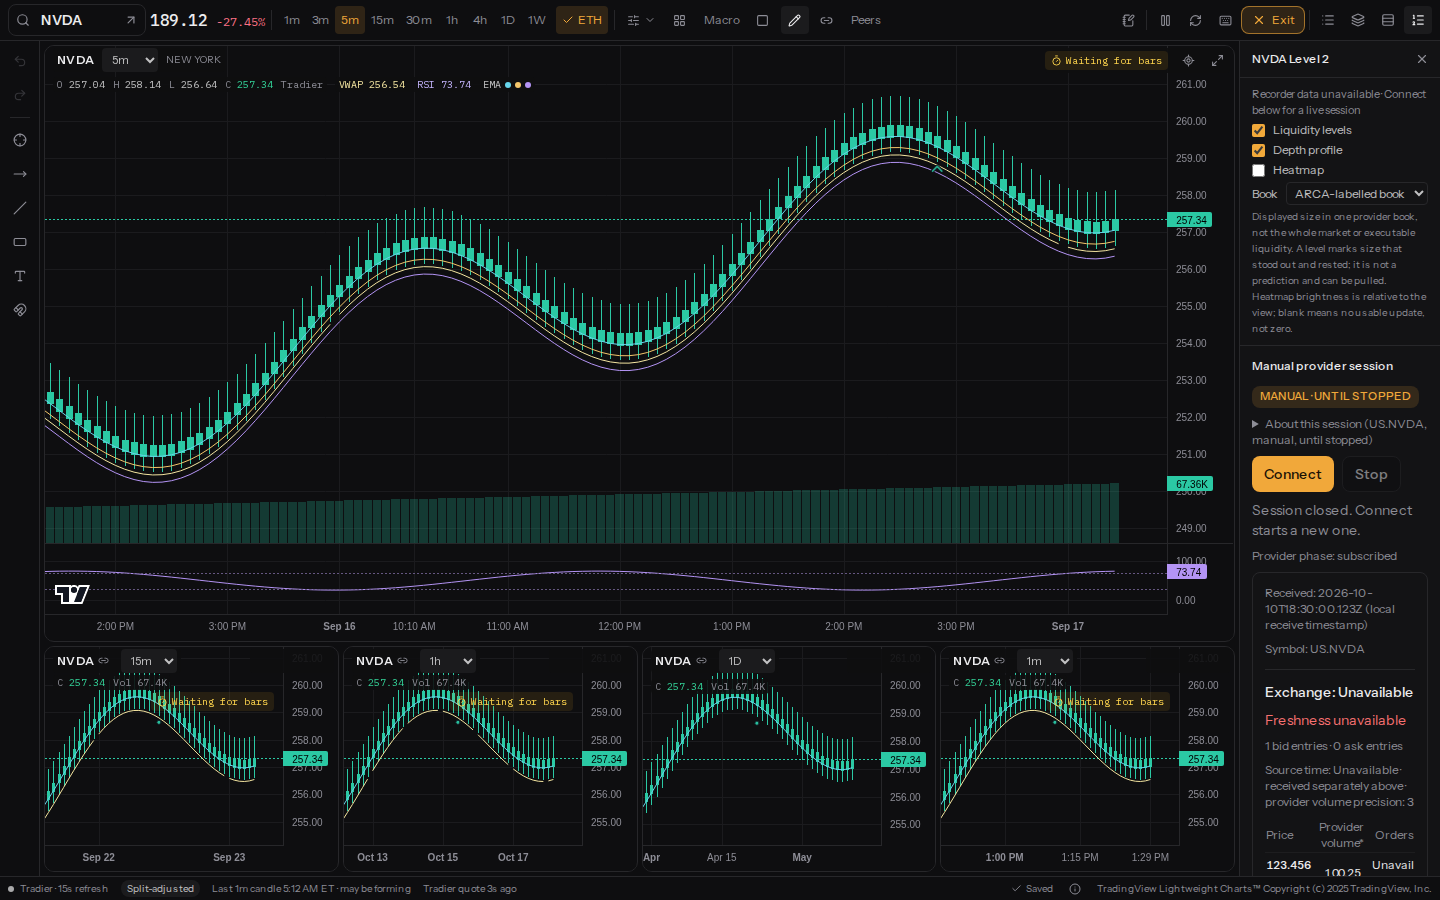 NVDA 189.12 -27.45% 1m 3m 5m 15m 30m 1h 4h 1D 1W ETH Macro Peers Exit
NVDA 5m NEW YORK Waiting for bars
O 257.04 H 258.14 L 256.64 C 257.34 Tradier VWAP 256.54 RSI 73.74 EMA
261.00
260.00
259.00
258.00
257.34
257.00
256.00
255.00
254.00
253.00
252.00
251.00
67.36K
249.00
100.00
73.74
0.00
2:00 PM 3:00 PM Sep 16 10:10 AM 11:00 AM 12:00 PM 1:00 PM 2:00 PM 3:00 PM Sep 17
NVDA 15m
C 257.34 Vol 67.4K
Waiting for bars
260.00
259.00
258.00
257.34
257.00
256.00
255.00
Sep 22 Sep 23
NVDA 1h
C 257.34 Vol 67.4K
Waiting for bars
260.00
259.00
258.00
257.34
257.00
256.00
255.00
Oct 13 Oct 15 Oct 17
NVDA 1D
C 257.34 Vol 67.4K
260.00
259.00
258.00
257.34
257.00
256.00
255.00
Apr Apr 15 May
NVDA 1m
C 257.34 Vol 67.4K
Waiting for bars
260.00
259.00
258.00
257.34
257.00
256.00
255.00
1:00 PM 1:15 PM 1:29 PM
NVDA Level 2
Recorder data unavailable · Connect
below for a live session
Liquidity levels
Depth profile
Heatmap
Book ARCA-labelled book
Displayed size in one provider book,
not the whole market or executable
liquidity. A level marks size that
stood out and rested; it is not a
prediction and can be pulled.
Heatmap brightness is relative to the
view; blank means no usable update,
not zero.
Manual provider session
MANUAL · UNTIL STOPPED
About this session (US.NVDA,
manual, until stopped)
Connect Stop
Session closed. Connect
starts a new one.
Provider phase: subscribed
Received: 2026-10-
10T18:30:00.123Z (local
receive timestamp)
Symbol: US.NVDA
Exchange: Unavailable
Freshness unavailable
1 bid entries · 0 ask entries
Source time: Unavailable ·
received separately above ·
provider volume precision: 3
Price Provider volume* Orders
123.456 100.25 Unavail
Tradier · 15s refresh Split-adjusted Last 1m candle 5:12 AM ET · may be forming Tradier quote 3s ago Saved TradingView Lightweight Charts™ Copyright (c) 2025 TradingView, Inc.